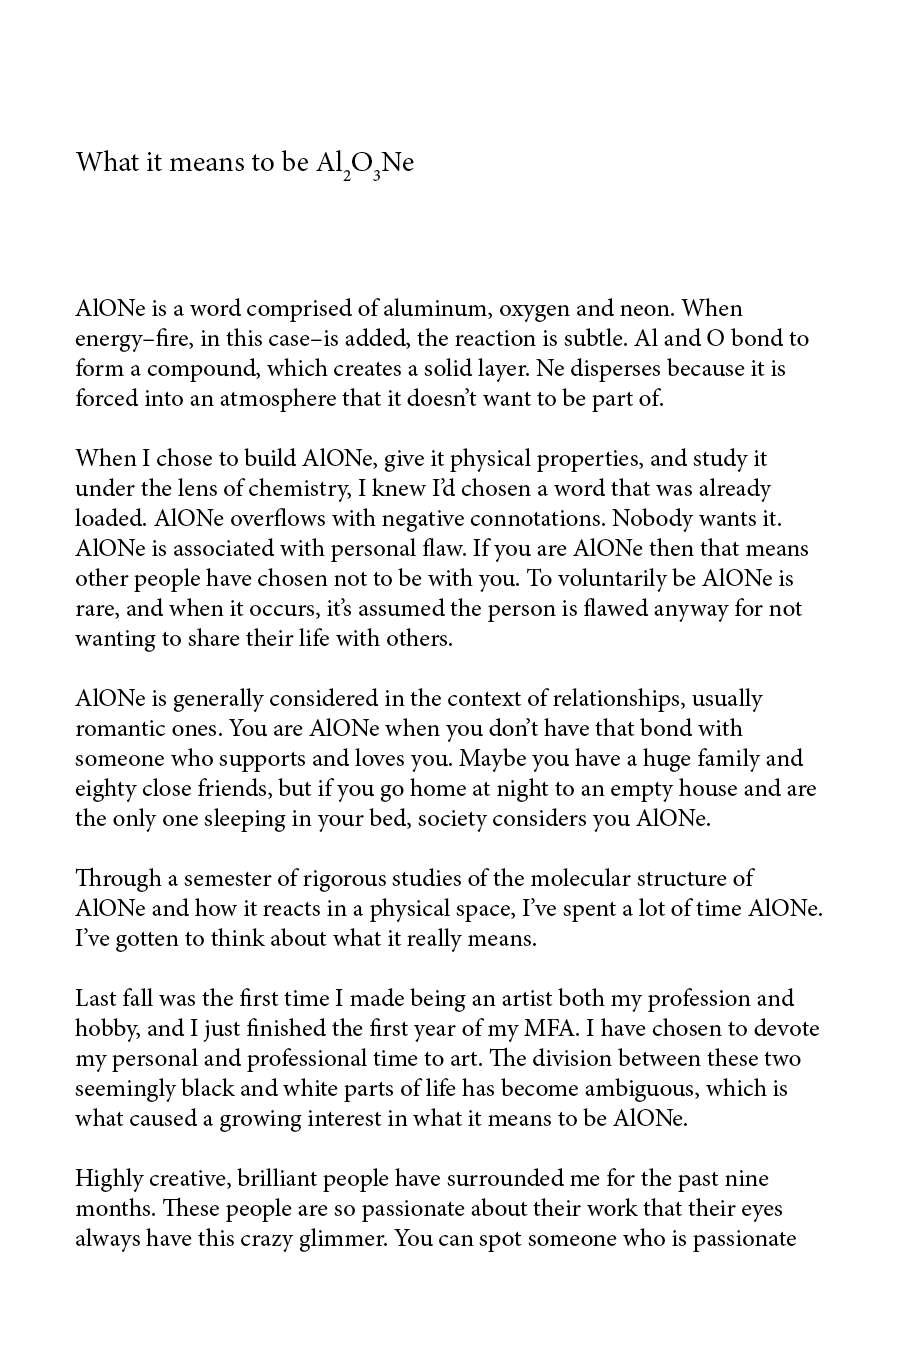 What it means to be Al₂O₃Ne
AlONe is a word comprised of aluminum, oxygen and neon. When
energy–fire, in this case–is added, the reaction is subtle. Al and O bond to
form a compound, which creates a solid layer. Ne disperses because it is
forced into an atmosphere that it doesn’t want to be part of.
When I chose to build AlONe, give it physical properties, and study it
under the lens of chemistry, I knew I’d chosen a word that was already
loaded. AlONe overflows with negative connotations. Nobody wants it.
AlONe is associated with personal flaw. If you are AlONe then that means
other people have chosen not to be with you. To voluntarily be AlONe is
rare, and when it occurs, it’s assumed the person is flawed anyway for not
wanting to share their life with others.
AlONe is generally considered in the context of relationships, usually
romantic ones. You are AlONe when you don’t have that bond with
someone who supports and loves you. Maybe you have a huge family and
eighty close friends, but if you go home at night to an empty house and are
the only one sleeping in your bed, society considers you AlONe.
Through a semester of rigorous studies of the molecular structure of
AlONe and how it reacts in a physical space, I’ve spent a lot of time AlONe.
I’ve gotten to think about what it really means.
Last fall was the first time I made being an artist both my profession and
hobby, and I just finished the first year of my MFA. I have chosen to devote
my personal and professional time to art. The division between these two
seemingly black and white parts of life has become ambiguous, which is
what caused a growing interest in what it means to be AlONe.
Highly creative, brilliant people have surrounded me for the past nine
months. These people are so passionate about their work that their eyes
always have this crazy glimmer. You can spot someone who is passionate